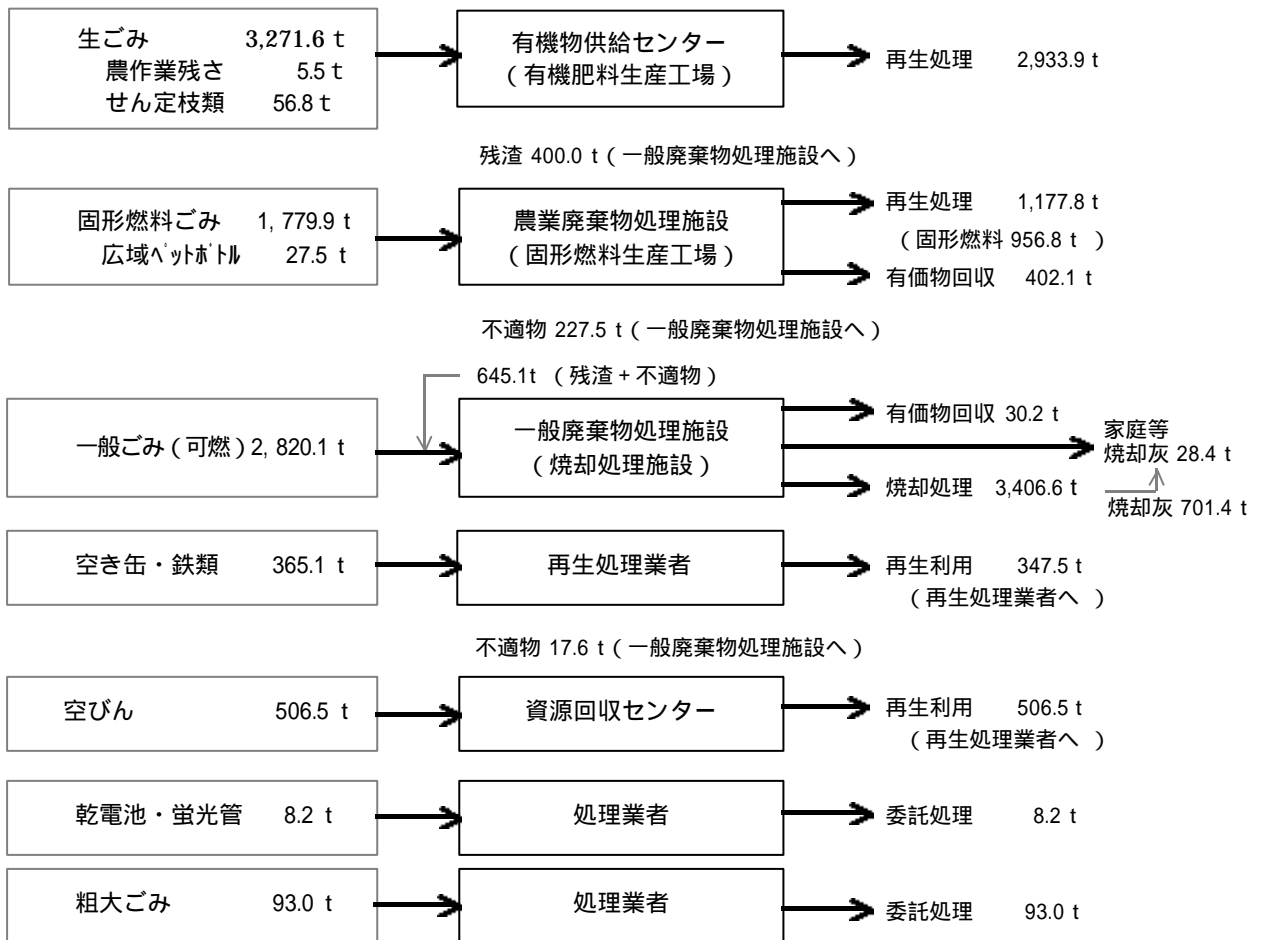 生ごみ 3,271.6 t
農作業残さ 5.5 t
せん定枝類 56.8 t
有機物供給センター
（有機肥料生産工場）
再生処理 2,933.9 t
残渣 400.0 t（一般廃棄物処理施設へ）
固形燃料ごみ 1,779.9 t
広域ﾍﾟｯﾄﾎﾞﾄﾙ 27.5 t
農業廃棄物処理施設
（固形燃料生産工場）
再生処理 1,177.8 t
（固形燃料 956.8 t ）
有価物回収 402.1 t
不適物 227.5 t（一般廃棄物処理施設へ）
645.1t （残渣＋不適物）
一般ごみ（可燃）2,820.1 t
一般廃棄物処理施設
（焼却処理施設）
有価物回収 30.2 t
家庭等
焼却灰 28.4 t
焼却処理 3,406.6 t
焼却灰 701.4 t
空き缶・鉄類 365.1 t
再生処理業者
再生利用 347.5 t
（再生処理業者へ ）
不適物 17.6 t（一般廃棄物処理施設へ）
空びん 506.5 t
資源回収センター
再生利用 506.5 t
（再生処理業者へ ）
乾電池・蛍光管 8.2 t
処理業者
委託処理 8.2 t
粗大ごみ 93.0 t
処理業者
委託処理 93.0 t